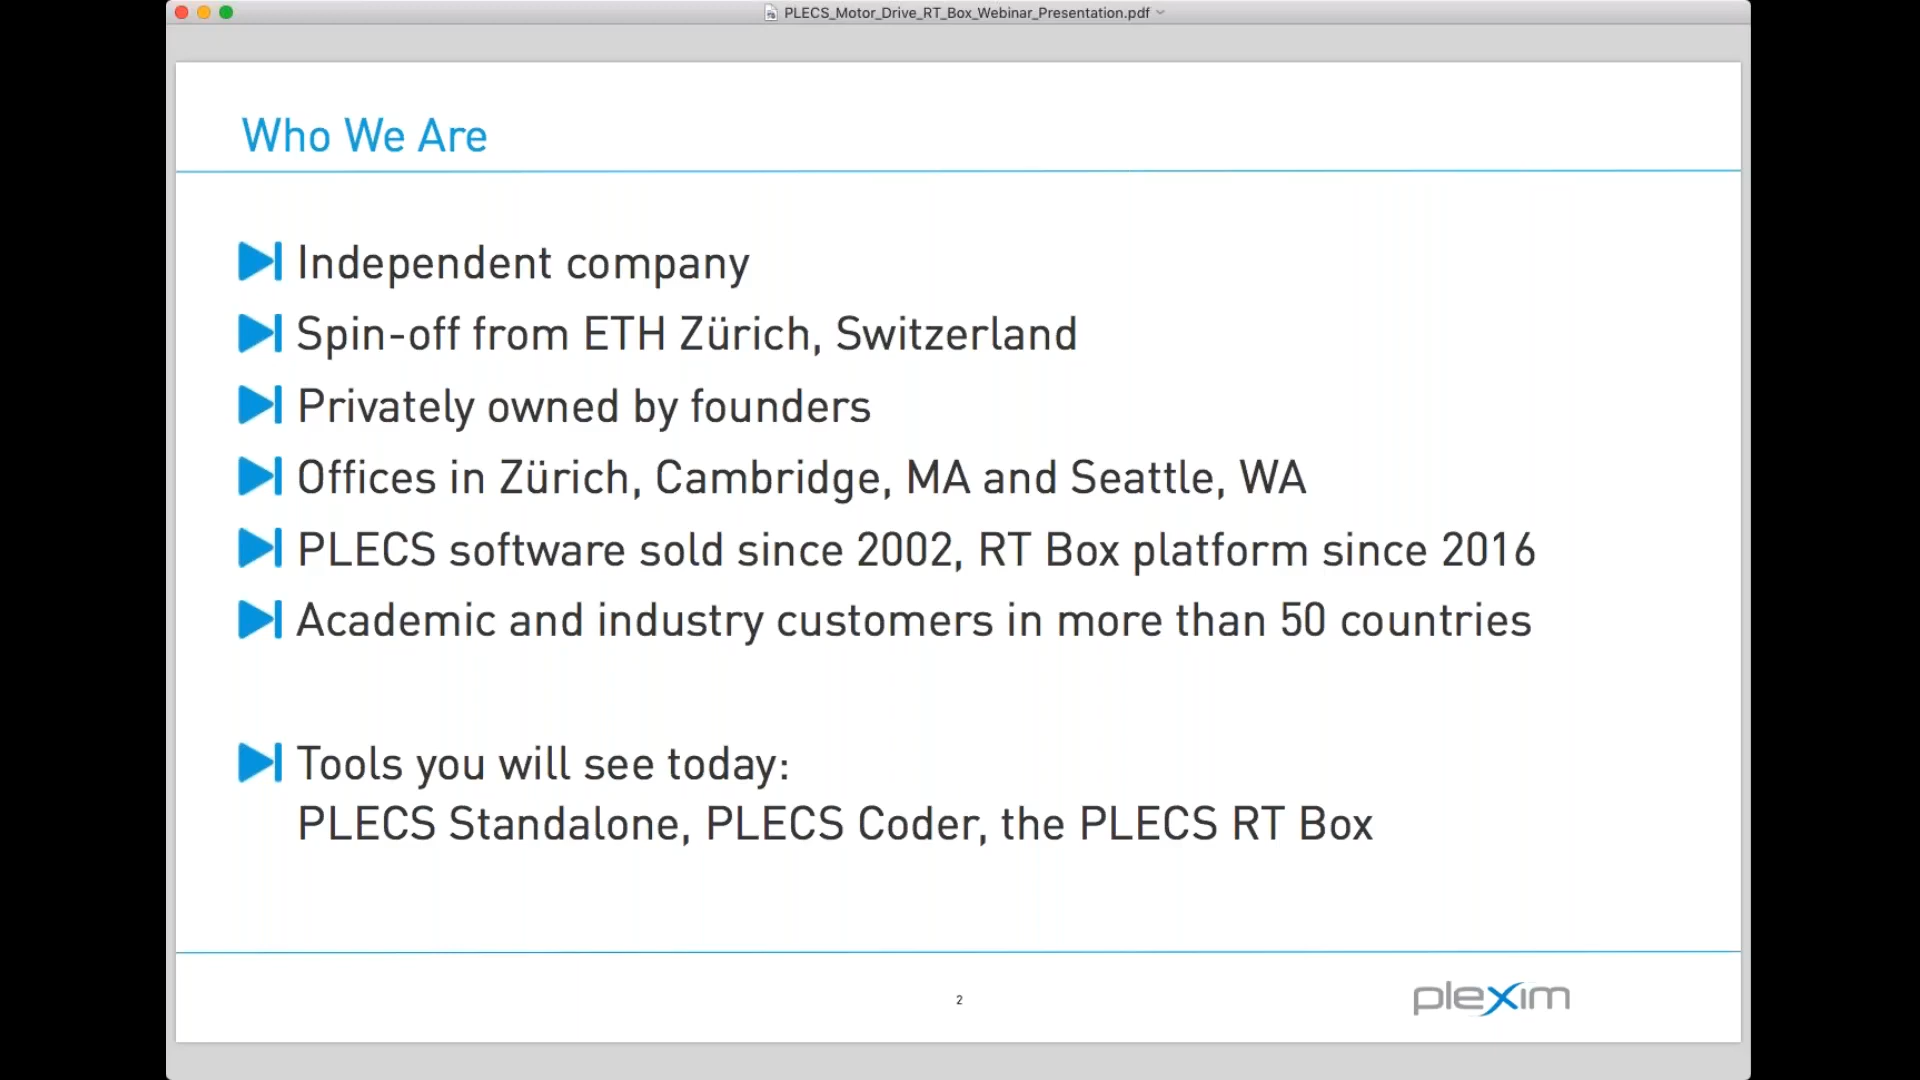 PLECS_Motor_Drive_RT_Box_Webinar_Presentation.pdf
Who We Are
Independent company
Spin-off from ETH Zürich, Switzerland
Privately owned by founders
Offices in Zürich, Cambridge, MA and Seattle, WA
PLECS software sold since 2002, RT Box platform since 2016
Academic and industry customers in more than 50 countries
Tools you will see today:
PLECS Standalone, PLECS Coder, the PLECS RT Box
2
plexim